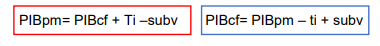 PIBpm= PIBcf + Ti –subv
PIBcf= PIBpm – ti + subv